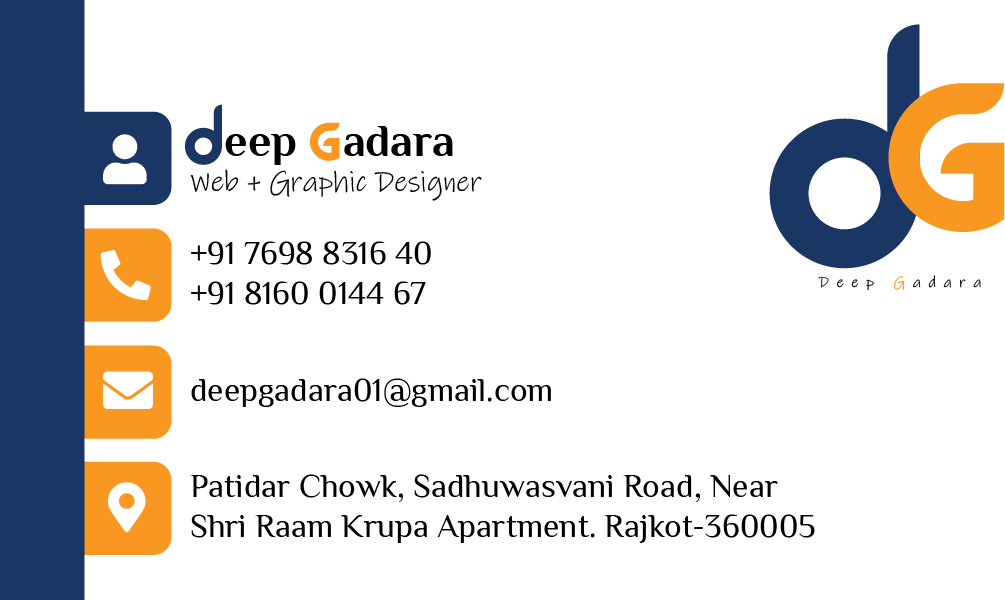 deep Gadara
Web + Graphic Designer
+91 7698 8316 40
+91 8160 0144 67
deepgadara01@gmail.com
Patidar Chowk, Sadhuwasvani Road, Near
Shri Raam Krupa Apartment. Rajkot-360005
dG
Deep Gadara